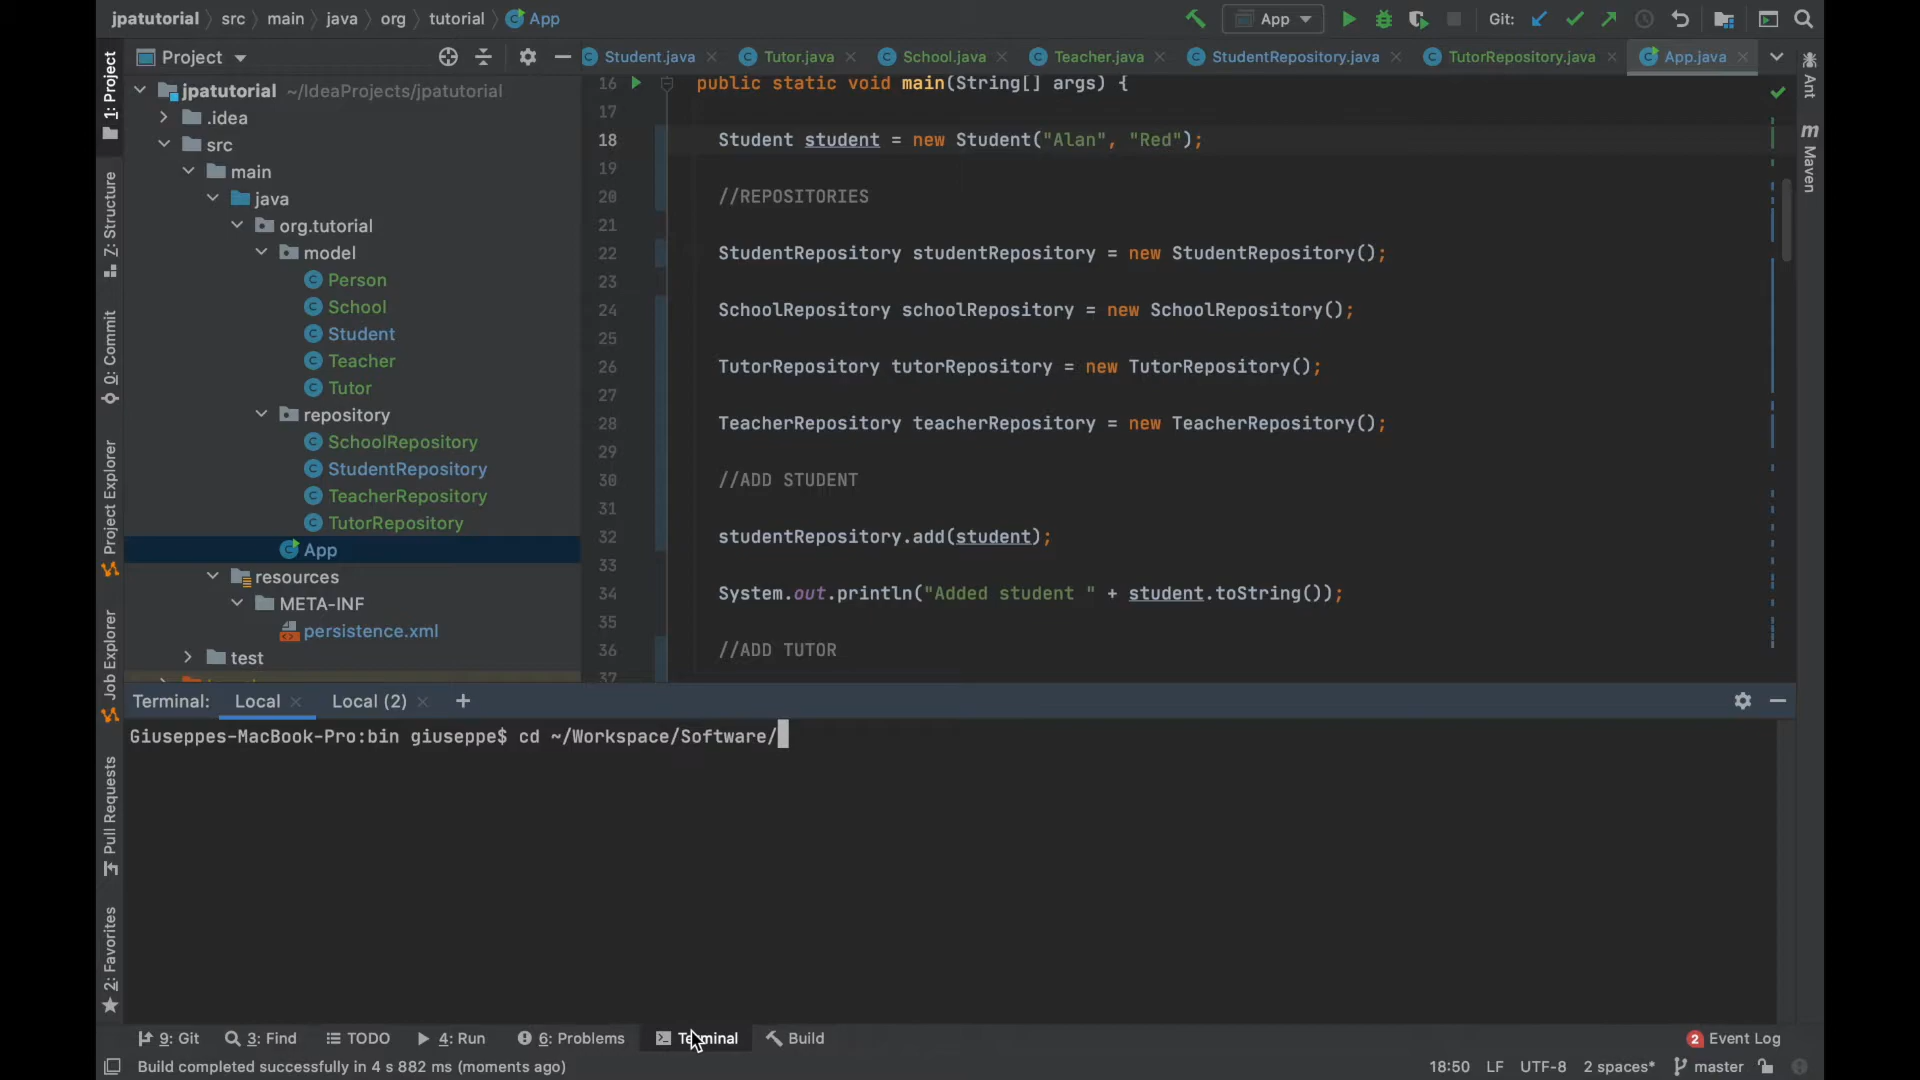 jpatutorial src main java org tutorial App
App
Git:
1: Project
Z: Structure
0: Commit
Project Explorer
Job Explorer
Pull Requests
2: Favorites
Project
jpatutorial ~/IdeaProjects/jpatutorial
.idea
src
main
java
org.tutorial
model
Person
School
Student
Teacher
Tutor
repository
SchoolRepository
StudentRepository
TeacherRepository
TutorRepository
App
resources
META-INF
persistence.xml
test
Student.java Tutor.java School.java Teacher.java StudentRepository.java TutorRepository.java App.java
16 public static void main(String[] args) {
17
18 Student student = new Student("Alan", "Red");
19
20 //REPOSITORIES
21
22 StudentRepository studentRepository = new StudentRepository();
23
24 SchoolRepository schoolRepository = new SchoolRepository();
25
26 TutorRepository tutorRepository = new TutorRepository();
27
28 TeacherRepository teacherRepository = new TeacherRepository();
29
30 //ADD STUDENT
31
32 studentRepository.add(student);
33
34 System.out.println("Added student " + student.toString());
35
36 //ADD TUTOR
37
Ant
m Maven
Terminal: Local Local (2) +
Giuseppes-MacBook-Pro:bin giuseppe$ cd ~/Workspace/Software/
9: Git 3: Find TODO 4: Run 6: Problems Terminal Build 2 Event Log
Build completed successfully in 4 s 882 ms (moments ago) 18:50 LF UTF-8 2 spaces* master